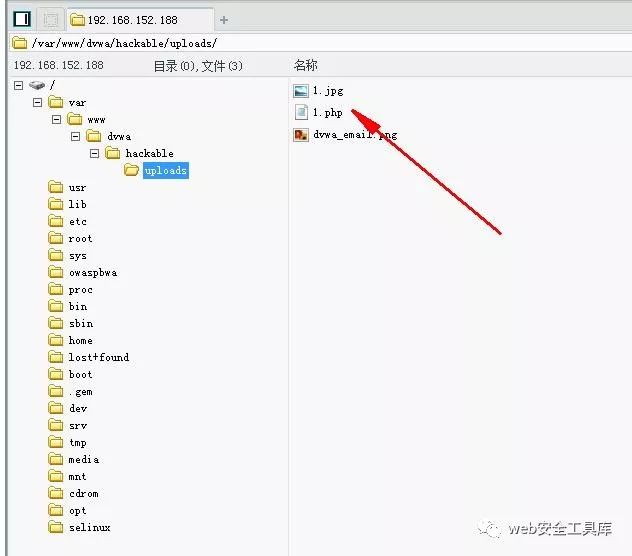 192.168.152.188
/var/www/dvwa/hackable/uploads/
192.168.152.188 目录(0),文件(3) 名称
/
var
www
dvwa
hackable
uploads
usr
lib
etc
root
sys
owaspbwa
proc
bin
sbin
home
lost+found
boot
.gem
dev
srv
tmp
media
mnt
cdrom
opt
selinux
1.jpg
1.php
dvwa_email.png
web安全工具库